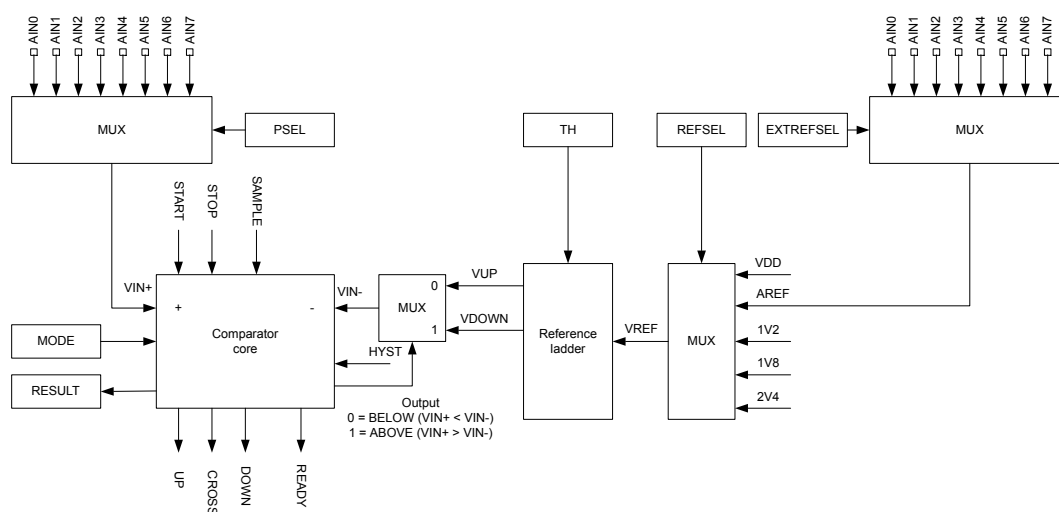 AIN0
AIN1
AIN2
AIN3
AIN4
AIN5
AIN6
AIN7
AIN0
AIN1
AIN2
AIN3
AIN4
AIN5
AIN6
AIN7
MUX
PSEL
TH
REFSEL
EXTREFSEL
MUX
START
STOP
SAMPLE
VIN+
+
-
VIN-
Comparator
core
MODE
RESULT
HYST
0
MUX
1
VUP
VDOWN
Reference
ladder
VREF
MUX
VDD
AREF
1V2
1V8
2V4
Output
0 = BELOW (VIN+ < VIN-)
1 = ABOVE (VIN+ > VIN-)
UP
CROSS
DOWN
READY